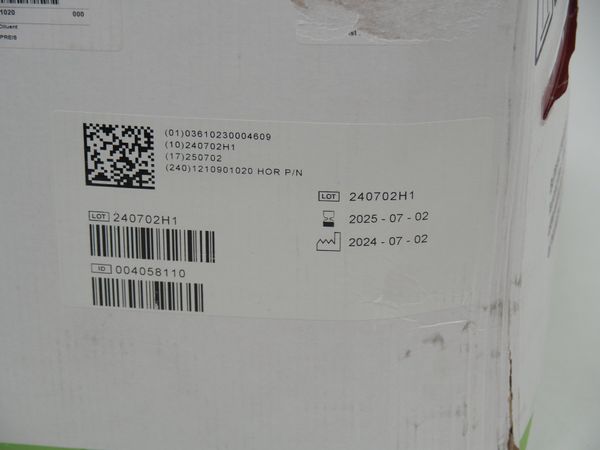 1020 000
Diluent
(01)03610230004609
(10)240702H1
(17)250702
(240)1210901020 HOR P/N
LOT 240702H1
LOT 240702H1
2025-07-02
2024-07-02
ID 004058110